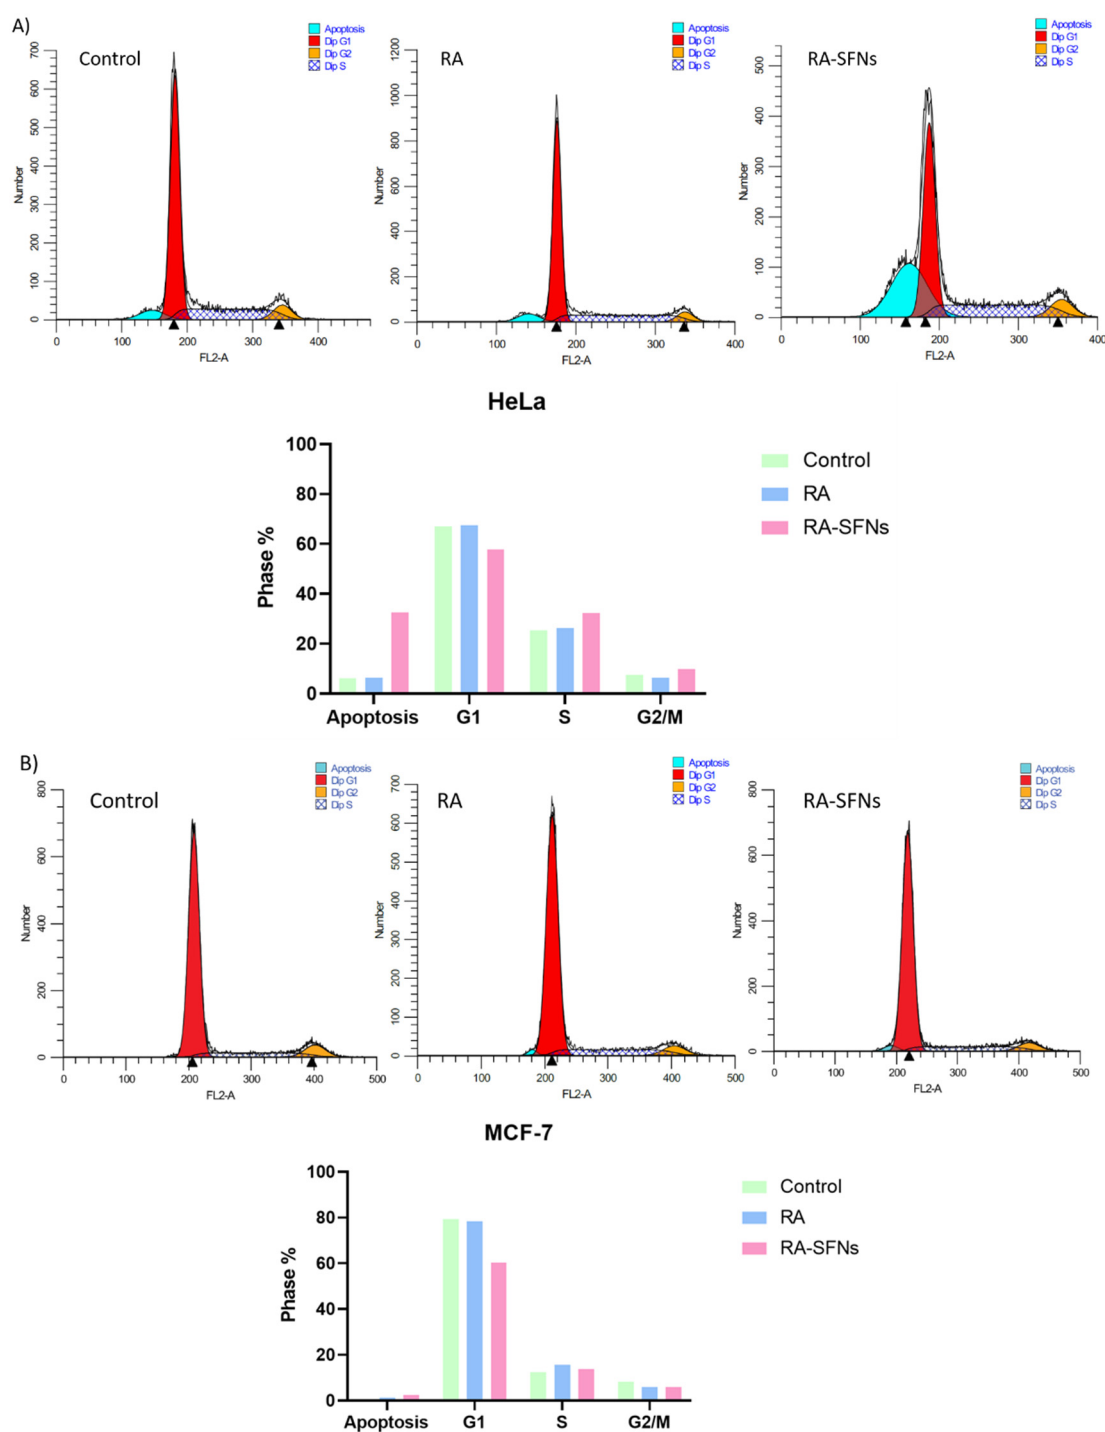 A)
Control
Apoptosis
Dip G1
Dip G2
Dip S
Number
0 100 200 300 400 500 600 700
0 100 200 300 400
FL2-A
RA
Apoptosis
Dip G1
Dip G2
Dip S
Number
0 200 400 600 800 1000 1200
0 100 200 300 400
FL2-A
RA-SFNs
Apoptosis
Dip G1
Dip G2
Dip S
Number
0 100 200 300 400 500
0 100 200 300 400
FL2-A
HeLa
Phase %
100
80
60
40
20
0
Apoptosis G1 S G2/M
Control
RA
RA-SFNs
B)
Control
Apoptosis
Dip G1
Dip G2
Dip S
Number
0 200 400 600 800
0 100 200 300 400 500
FL2-A
RA
Apoptosis
Dip G1
Dip G2
Dip S
Number
0 100 200 300 400 500 600 700
0 100 200 300 400 500
FL2-A
RA-SFNs
Apoptosis
Dip G1
Dip G2
Dip S
Number
0 200 400 600 800
0 100 200 300 400 500
FL2-A
MCF-7
Phase %
100
80
60
40
20
0
Apoptosis G1 S G2/M
Control
RA
RA-SFNs